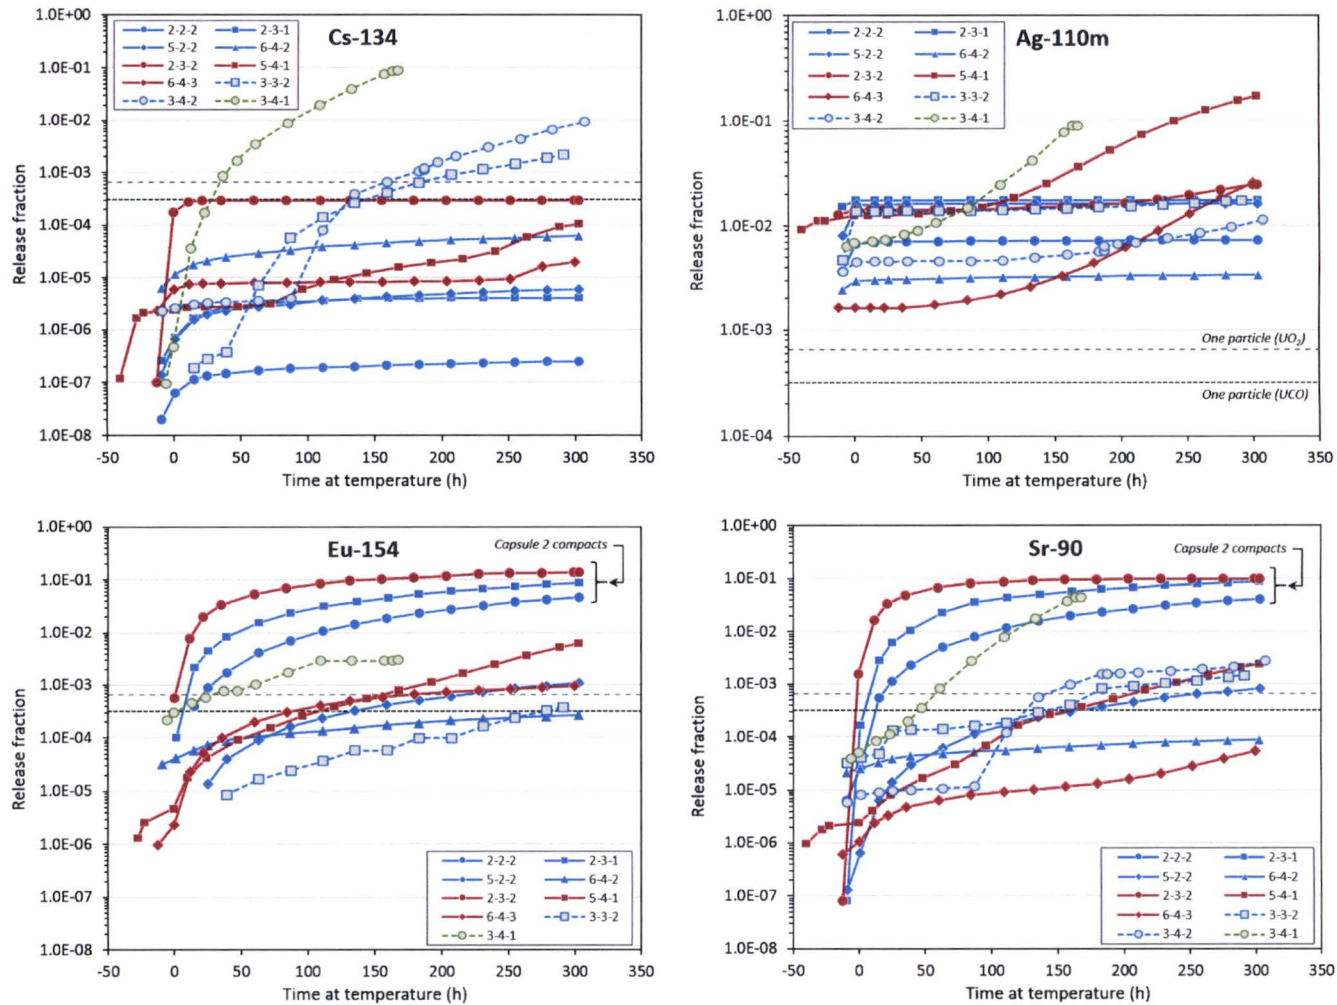 Cs-134
2-2-2 2-3-1
5-2-2 6-4-2
2-3-2 5-4-1
6-4-3 3-3-2
3-4-2 3-4-1
1.0E+00
1.0E-01
1.0E-02
1.0E-03
1.0E-04
1.0E-05
1.0E-06
1.0E-07
1.0E-08
Release fraction
-50 0 50 100 150 200 250 300 350
Time at temperature (h)
Ag-110m
2-2-2 2-3-1
5-2-2 6-4-2
2-3-2 5-4-1
6-4-3 3-3-2
3-4-2 3-4-1
1.0E+00
1.0E-01
1.0E-02
1.0E-03
1.0E-04
Release fraction
One particle (UO₂)
One particle (UCO)
-50 0 50 100 150 200 250 300 350
Time at temperature (h)
Eu-154
Capsule 2 compacts
1.0E+00
1.0E-01
1.0E-02
1.0E-03
1.0E-04
1.0E-05
1.0E-06
1.0E-07
1.0E-08
Release fraction
2-2-2 2-3-1
5-2-2 6-4-2
2-3-2 5-4-1
6-4-3 3-3-2
3-4-1
-50 0 50 100 150 200 250 300 350
Time at temperature (h)
Sr-90
Capsule 2 compacts
1.0E+00
1.0E-01
1.0E-02
1.0E-03
1.0E-04
1.0E-05
1.0E-06
1.0E-07
1.0E-08
Release fraction
2-2-2 2-3-1
5-2-2 6-4-2
2-3-2 5-4-1
6-4-3 3-3-2
3-4-2 3-4-1
-50 0 50 100 150 200 250 300 350
Time at temperature (h)